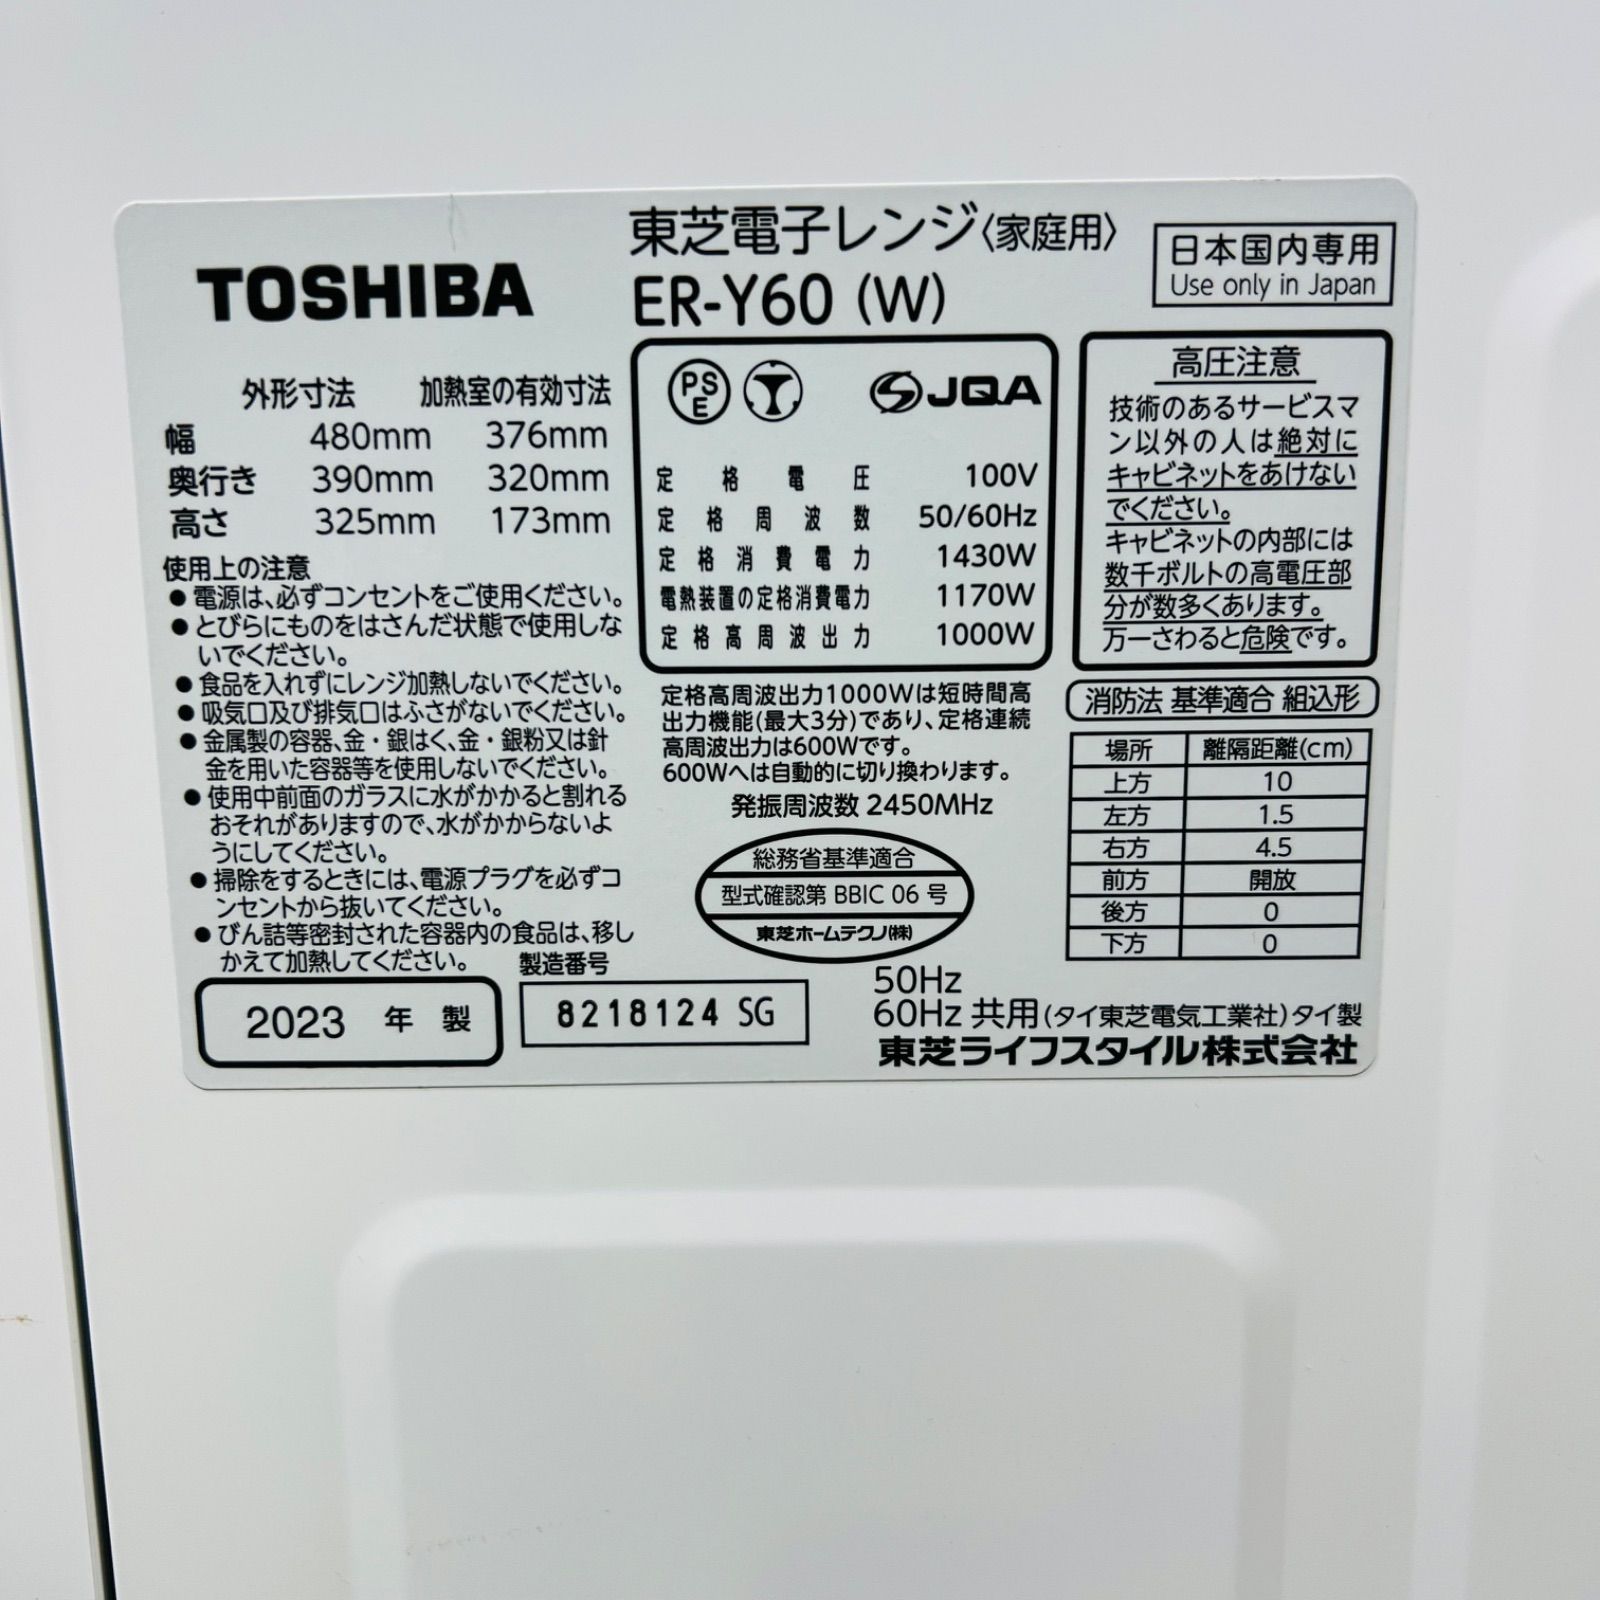 TOSHIBA
東芝電子レンジ〈家庭用〉
ER-Y60 (W)
日本国内専用
Use only in Japan
外形寸法 加熱室の有効寸法
幅 480mm 376mm
奥行き 390mm 320mm
高さ 325mm 173mm
使用上の注意
●電源は、必ずコンセントをご使用ください。
●とびらにものをはさんだ状態で使用しな
いでください。
●食品を入れずにレンジ加熱しないでください。
●吸気口及び排気口はふさがないでください。
●金属製の容器、金・銀はく、金・銀粉又は針
金を用いた容器等を使用しないでください。
●使用中前面のガラスに水がかかると割れる
おそれがありますので、水がかからないよ
うにしてください。
●掃除をするときには、電源プラグを必ずコ
ンセントから抜いてください。
●びん詰等密封された容器内の食品は、移し
かえて加熱してください。
2023 年 製
製造番号
8218124 SG
PS
E
JQA
定格電圧 100V
定格周波数 50/60Hz
定格消費電力 1430W
電熱装置の定格消費電力 1170W
定格高周波出力 1000W
定格高周波出力1000Wは短時間高
出力機能(最大3分)であり、定格連続
高周波出力は600Wです。
600Wへは自動的に切り換わります。
発振周波数 2450MHz
総務省基準適合
型式確認第 BBIC 06 号
東芝ホームテクノ(株)
高圧注意
技術のあるサービスマ
ン以外の人は絶対に
キャビネットをあけない
でください。
キャビネットの内部には
数千ボルトの高電圧部
分が数多くあります。
万一さわると危険です。
消防法 基準適合 組込形
場所 離隔距離(cm)
上方 10
左方 1.5
右方 4.5
前方 開放
後方 0
下方 0
50Hz
60Hz 共用 (タイ東芝電気工業社)タイ製
東芝ライフスタイル株式会社